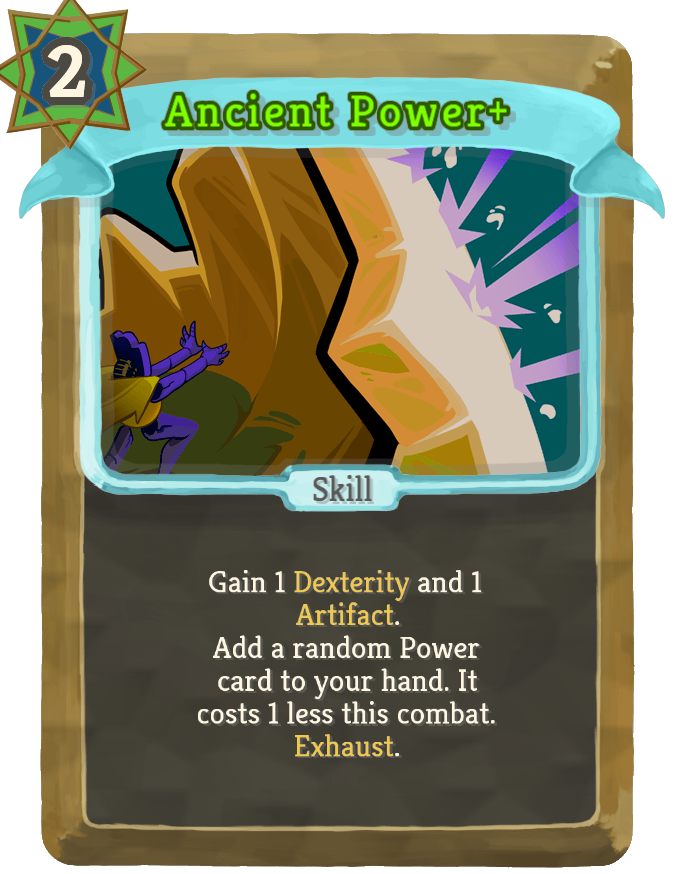 2
Ancient Power+
Skill
Gain 1 Dexterity and 1
Artifact.
Add a random Power
card to your hand. It
costs 1 less this combat.
Exhaust.